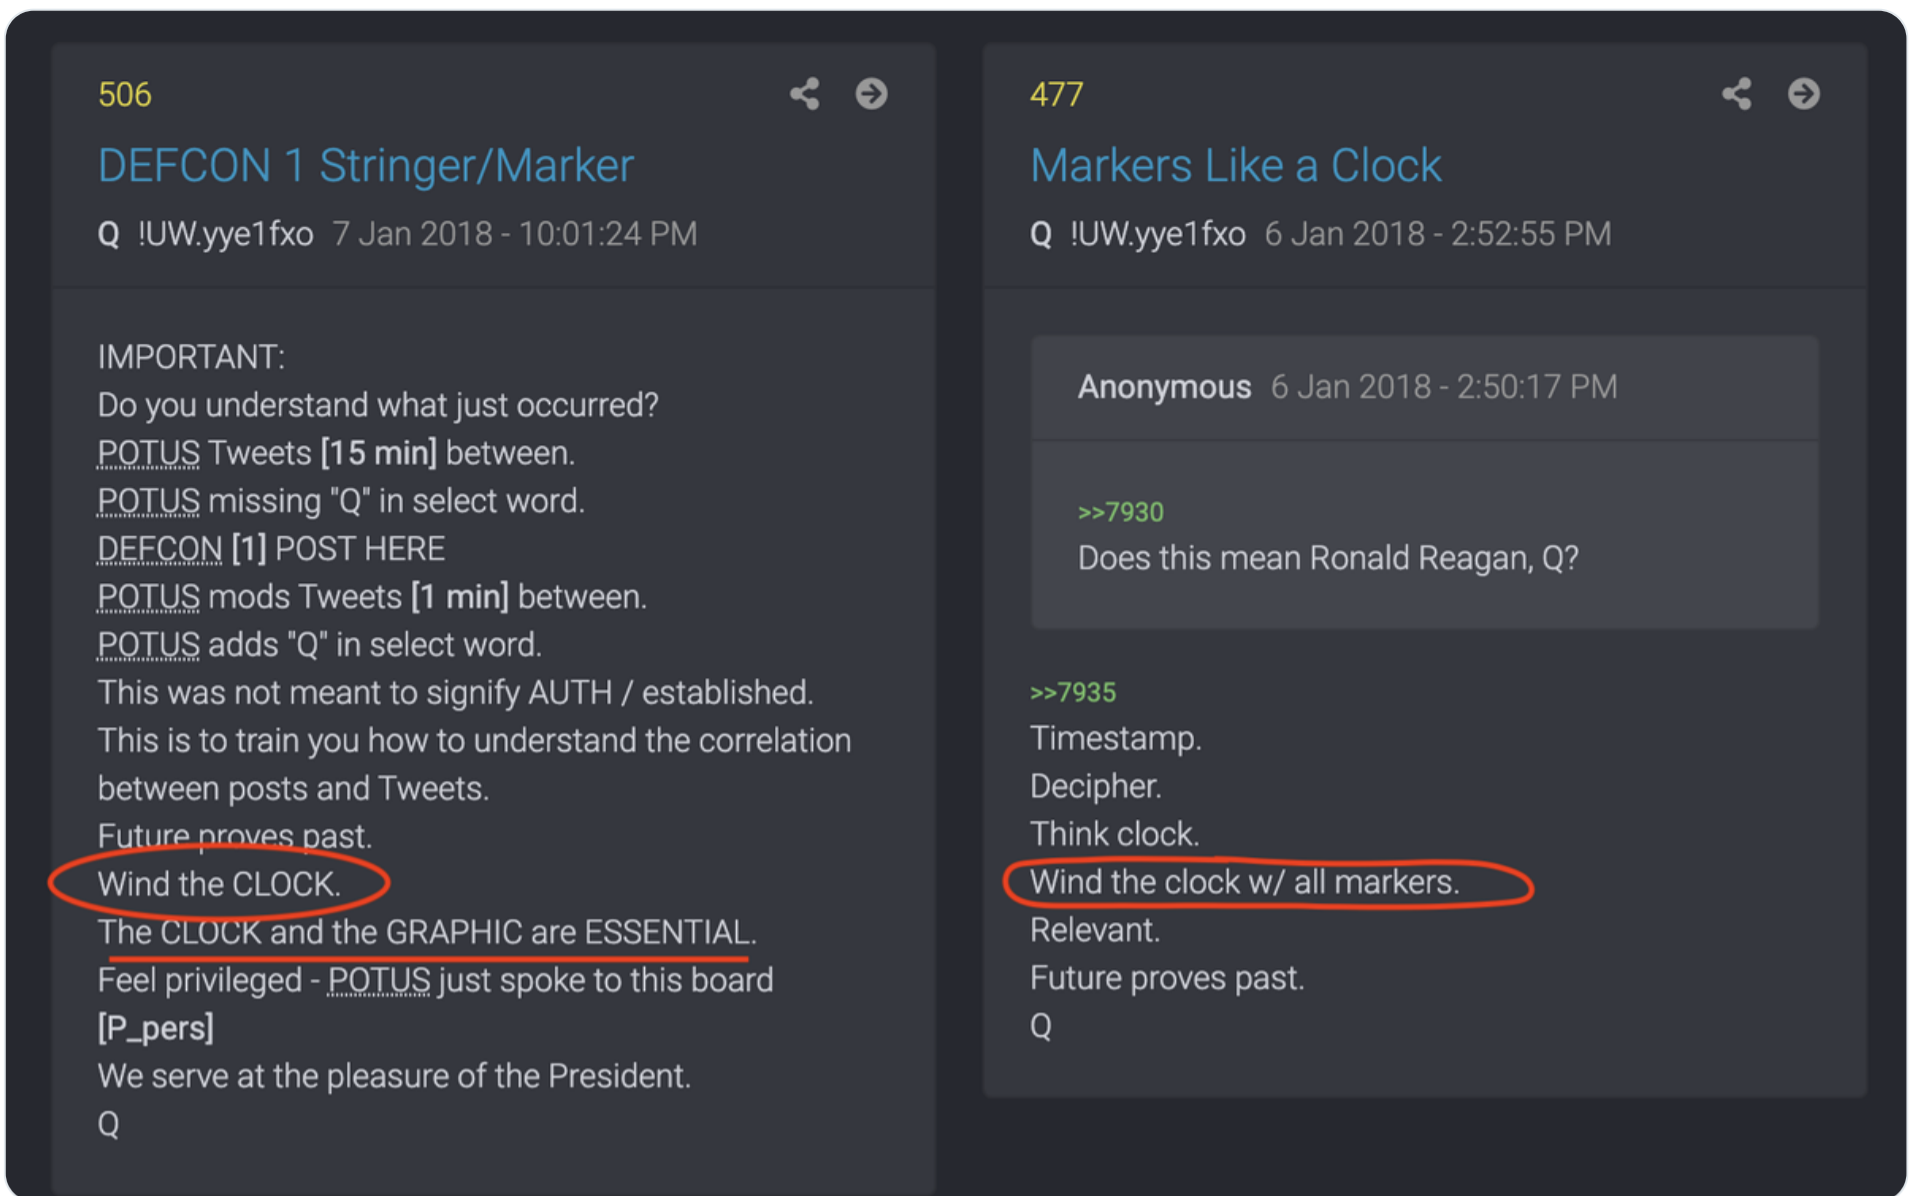 506
DEFCON 1 Stringer/Marker
Q !UW.yye1fxo 7 Jan 2018 - 10:01:24 PM
IMPORTANT:
Do you understand what just occurred?
POTUS Tweets [15 min] between.
POTUS missing "Q" in select word.
DEFCON [1] POST HERE
POTUS mods Tweets [1 min] between.
POTUS adds "Q" in select word.
This was not meant to signify AUTH / established.
This is to train you how to understand the correlation
between posts and Tweets.
Future proves past.
Wind the CLOCK.
The CLOCK and the GRAPHIC are ESSENTIAL.
Feel privileged - POTUS just spoke to this board
[P_pers]
We serve at the pleasure of the President.
Q
477
Markers Like a Clock
Q !UW.yye1fxo 6 Jan 2018 - 2:52:55 PM
Anonymous 6 Jan 2018 - 2:50:17 PM
>>7930
Does this mean Ronald Reagan, Q?
>>7935
Timestamp.
Decipher.
Think clock.
Wind the clock w/ all markers.
Relevant.
Future proves past.
Q